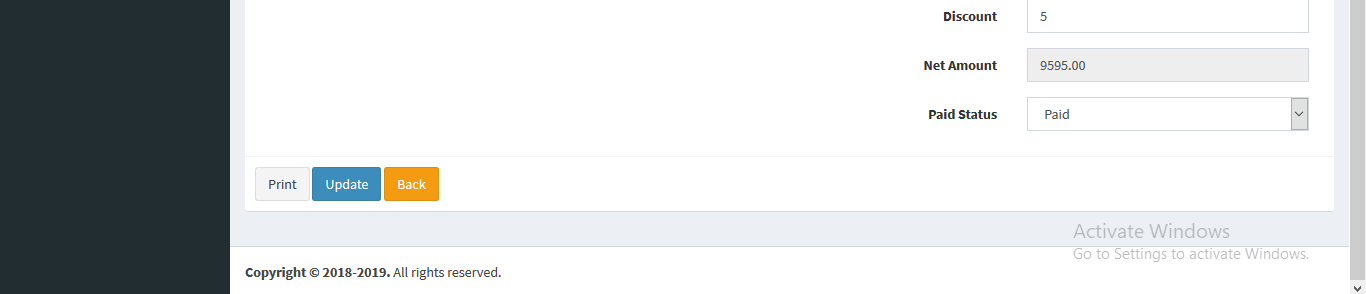 Discount 5
Net Amount 9595.00
Paid Status Paid
Print Update Back
Activate Windows
Go to Settings to activate Windows.
Copyright © 2018-2019. All rights reserved.